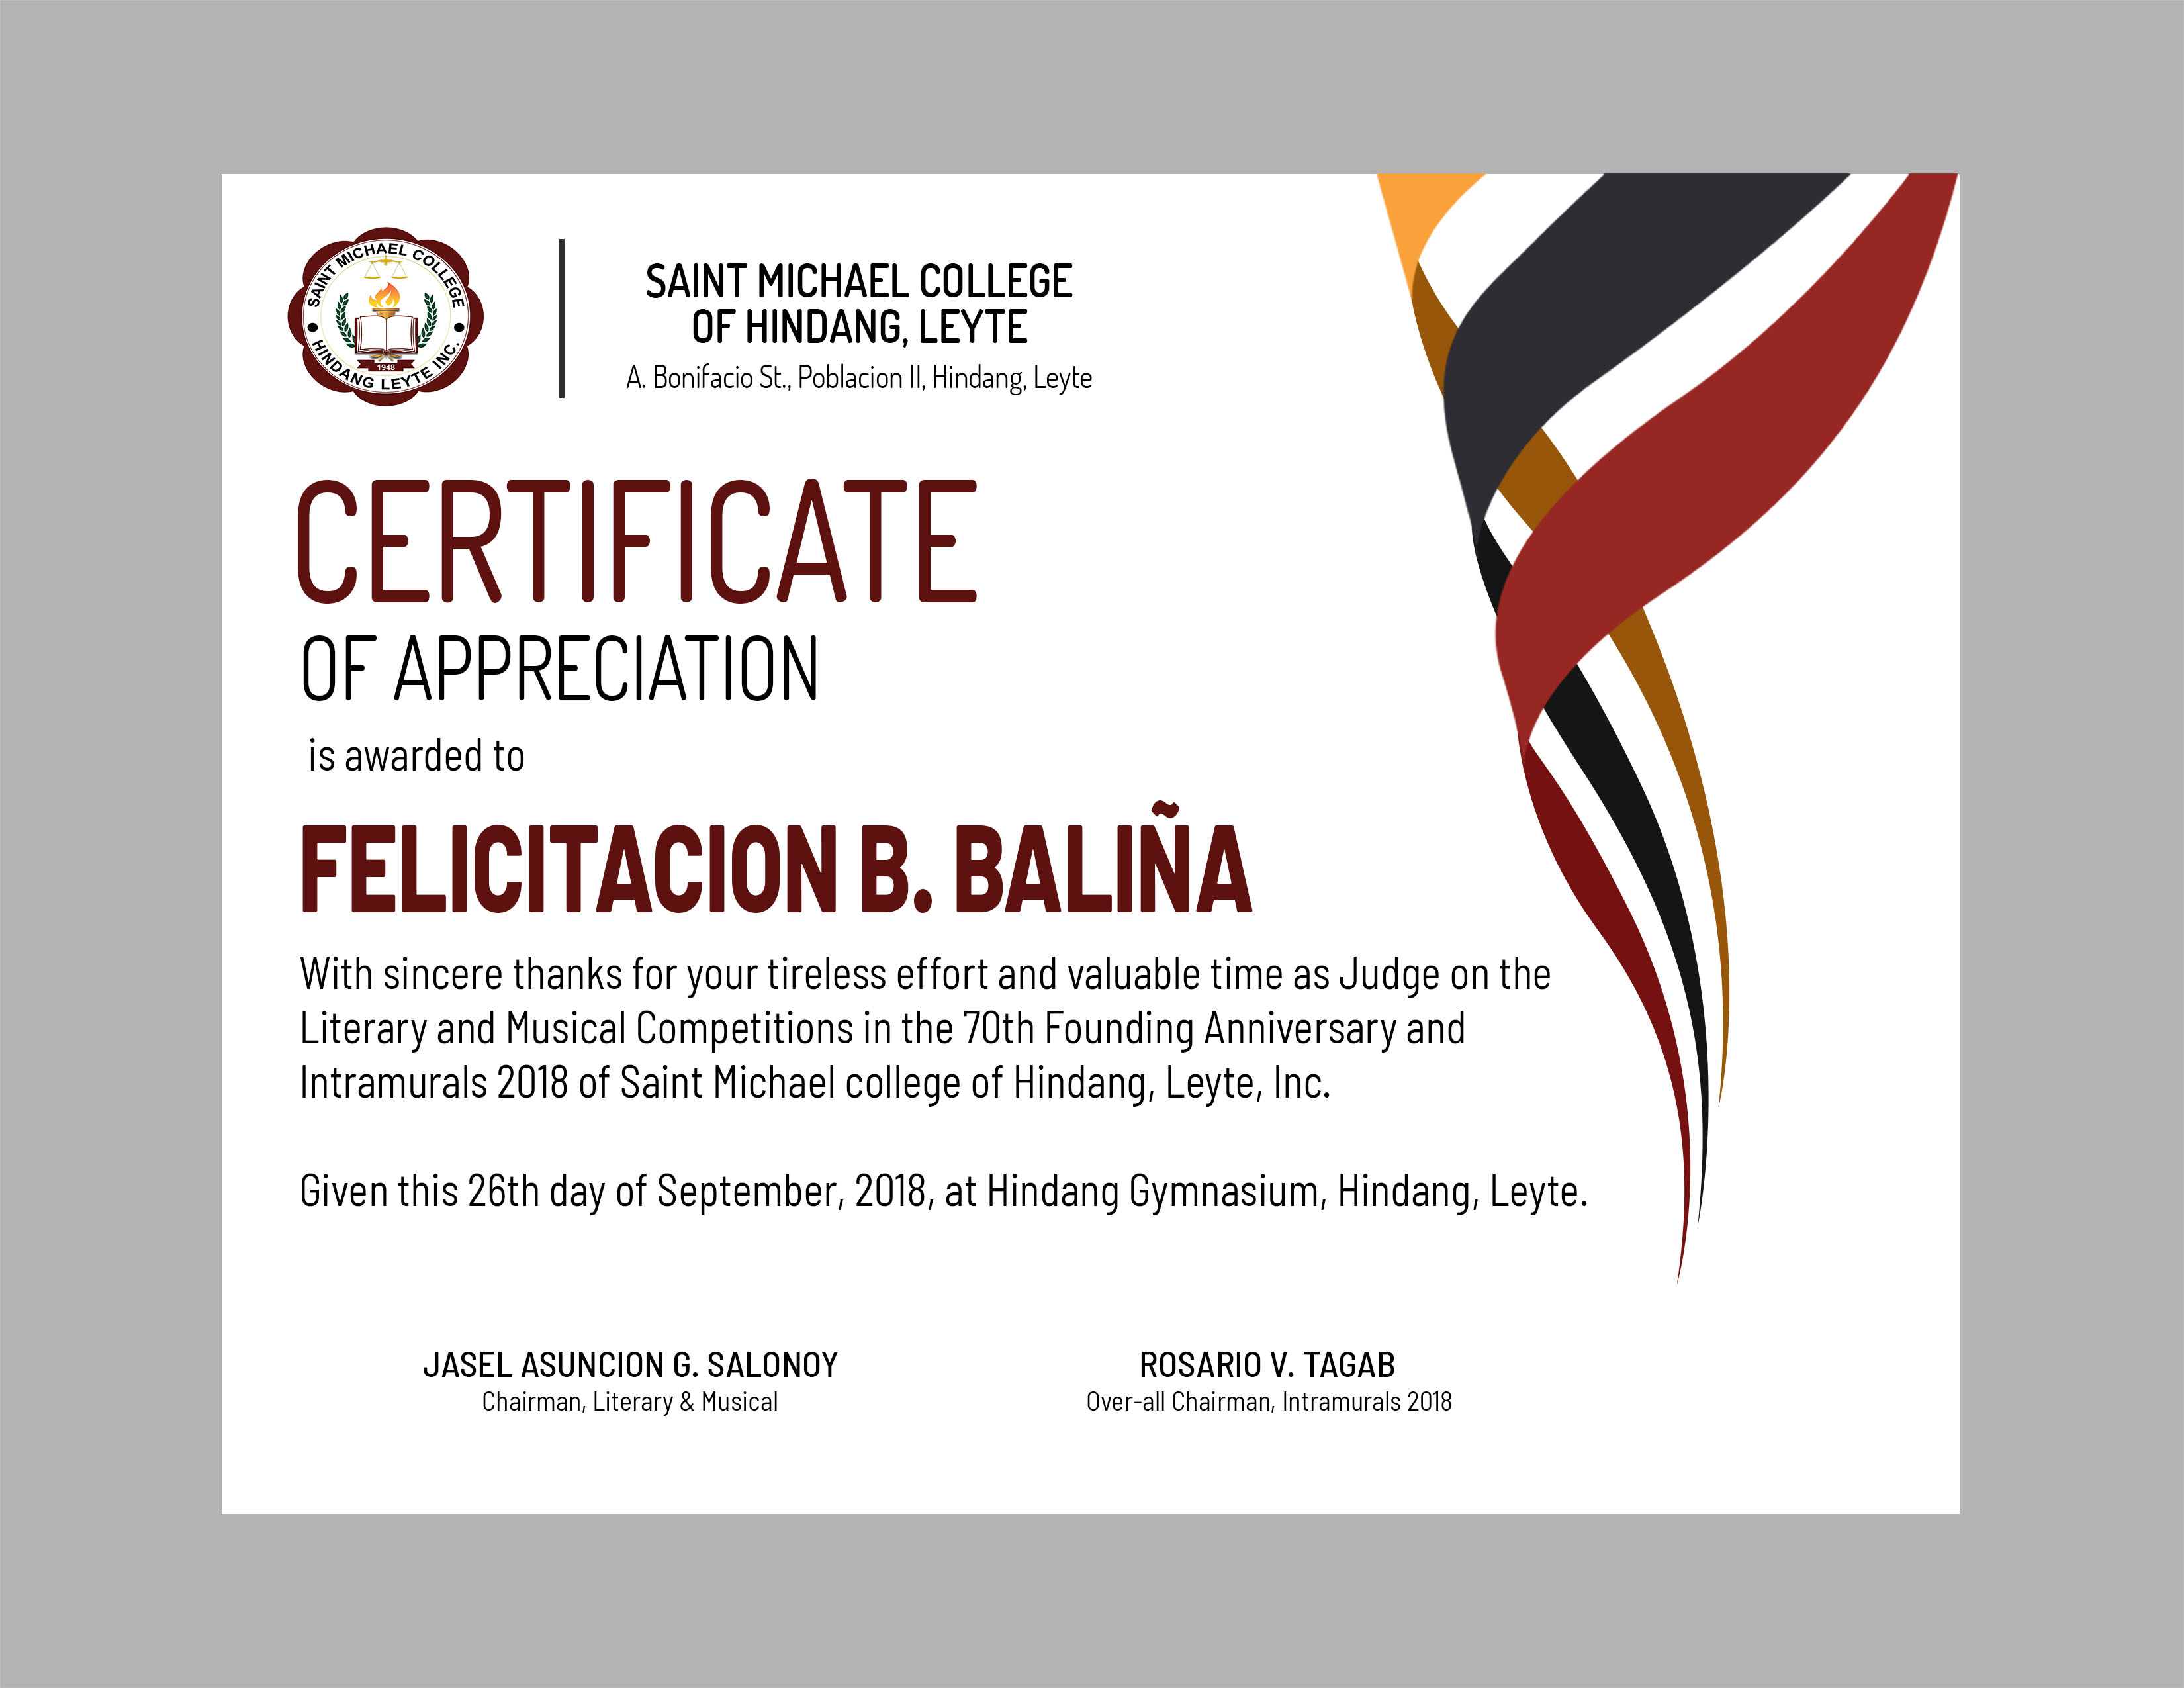 SAINT MICHAEL COLLEGE
HINDANG LEYTE INC.
1948
SAINT MICHAEL COLLEGE
OF HINDANG, LEYTE
A. Bonifacio St., Poblacion II, Hindang, Leyte
CERTIFICATE
OF APPRECIATION
is awarded to
FELICITACION B. BALIÑA
With sincere thanks for your tireless effort and valuable time as Judge on the
Literary and Musical Competitions in the 70th Founding Anniversary and
Intramurals 2018 of Saint Michael college of Hindang, Leyte, Inc.
Given this 26th day of September, 2018, at Hindang Gymnasium, Hindang, Leyte.
JASEL ASUNCION G. SALONOY
Chairman, Literary & Musical
ROSARIO V. TAGAB
Over-all Chairman, Intramurals 2018